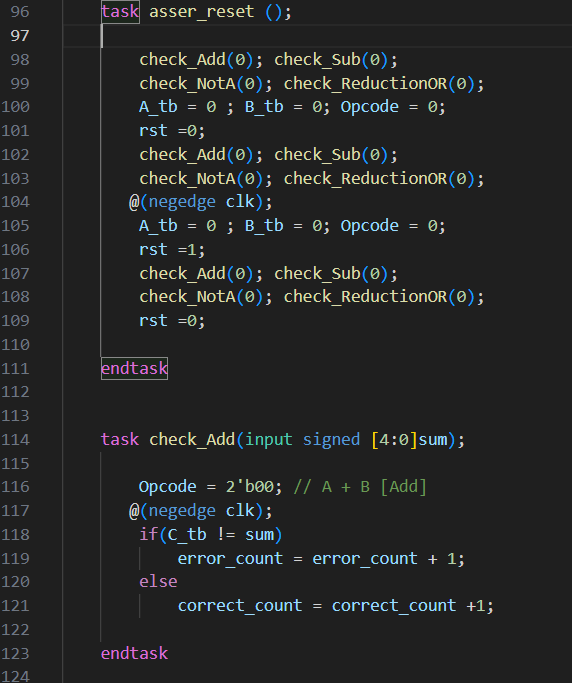 96 task asser_reset ();
97
98 check_Add(0); check_Sub(0);
99 check_NotA(0); check_ReductionOR(0);
100 A_tb = 0 ; B_tb = 0; Opcode = 0;
101 rst =0;
102 check_Add(0); check_Sub(0);
103 check_NotA(0); check_ReductionOR(0);
104 @(negedge clk);
105 A_tb = 0 ; B_tb = 0; Opcode = 0;
106 rst =1;
107 check_Add(0); check_Sub(0);
108 check_NotA(0); check_ReductionOR(0);
109 rst =0;
110
111 endtask
112
113
114 task check_Add(input signed [4:0]sum);
115
116 Opcode = 2'b00; // A + B [Add]
117 @(negedge clk);
118 if(C_tb != sum)
119 error_count = error_count + 1;
120 else
121 correct_count = correct_count +1;
122
123 endtask
124